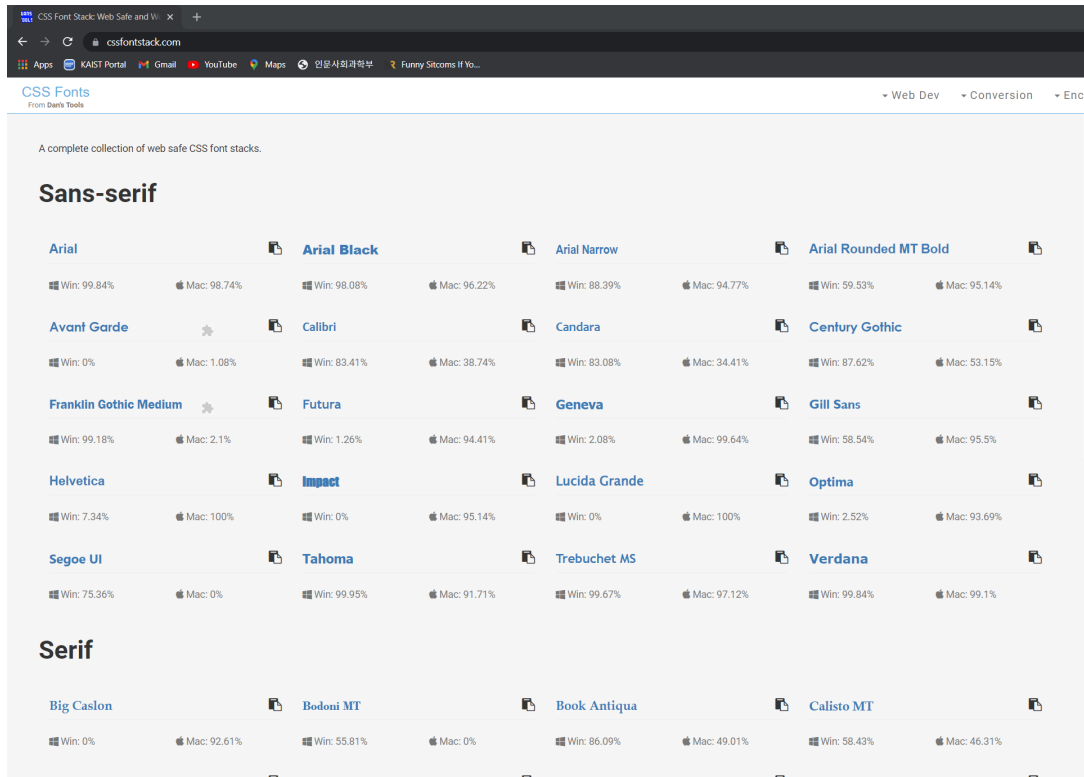 CSS Font Stack: Web Safe and W
cssfontstack.com
Apps KAIST Portal Gmail YouTube Maps 인문사회과학부 Funny Sitcoms If Yo...
CSS Fonts
From Dan's Tools
Web Dev Conversion Enc
A complete collection of web safe CSS font stacks.
Sans-serif
Arial Arial Black Arial Narrow Arial Rounded MT Bold
Win: 99.84% Mac: 98.74% Win: 98.08% Mac: 96.22% Win: 88.39% Mac: 94.77% Win: 59.53% Mac: 95.14%
Avant Garde Calibri Candara Century Gothic
Win: 0% Mac: 1.08% Win: 83.41% Mac: 38.74% Win: 83.08% Mac: 34.41% Win: 87.62% Mac: 53.15%
Franklin Gothic Medium Futura Geneva Gill Sans
Win: 99.18% Mac: 2.1% Win: 1.26% Mac: 94.41% Win: 2.08% Mac: 99.64% Win: 58.54% Mac: 95.5%
Helvetica Impact Lucida Grande Optima
Win: 7.34% Mac: 100% Win: 0% Mac: 95.14% Win: 0% Mac: 100% Win: 2.52% Mac: 93.69%
Segoe UI Tahoma Trebuchet MS Verdana
Win: 75.36% Mac: 0% Win: 99.95% Mac: 91.71% Win: 99.67% Mac: 97.12% Win: 99.84% Mac: 99.1%
Serif
Big Caslon Bodoni MT Book Antiqua Calisto MT
Win: 0% Mac: 92.61% Win: 55.81% Mac: 0% Win: 86.09% Mac: 49.01% Win: 58.43% Mac: 46.31%